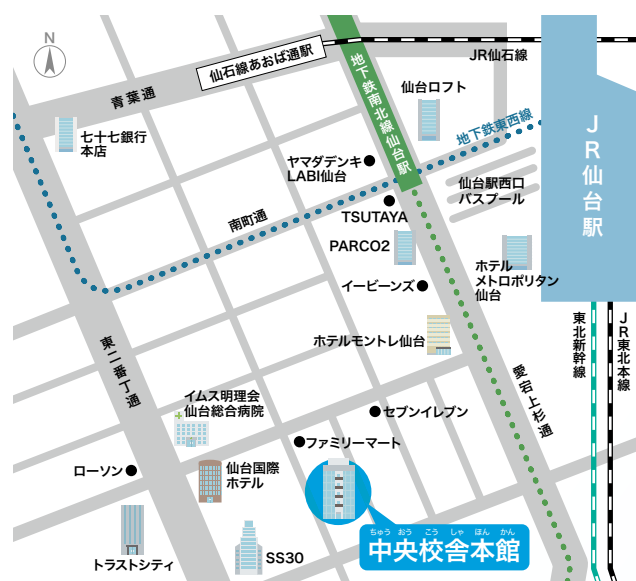 N
仙石線あおば通駅
JR仙石線
青葉通
地下鉄南北線仙台駅
仙台ロフト
七十七銀行
本店
地下鉄東西線
JR仙台駅
ヤマダデンキ
LABI仙台
仙台駅西口
バスプール
南町通
TSUTAYA
PARCO2
ホテル
メトロポリタン
仙台
イービーンズ
東北新幹線
JR東北本線
ホテルモントレ仙台
東二番丁通
愛宕上杉通
イムス明理会
仙台総合病院
セブンイレブン
ファミリーマート
ローソン
仙台国際
ホテル
トラストシティ
SS30
ちゅうおうこうしゃほんかん
中央校舎本館